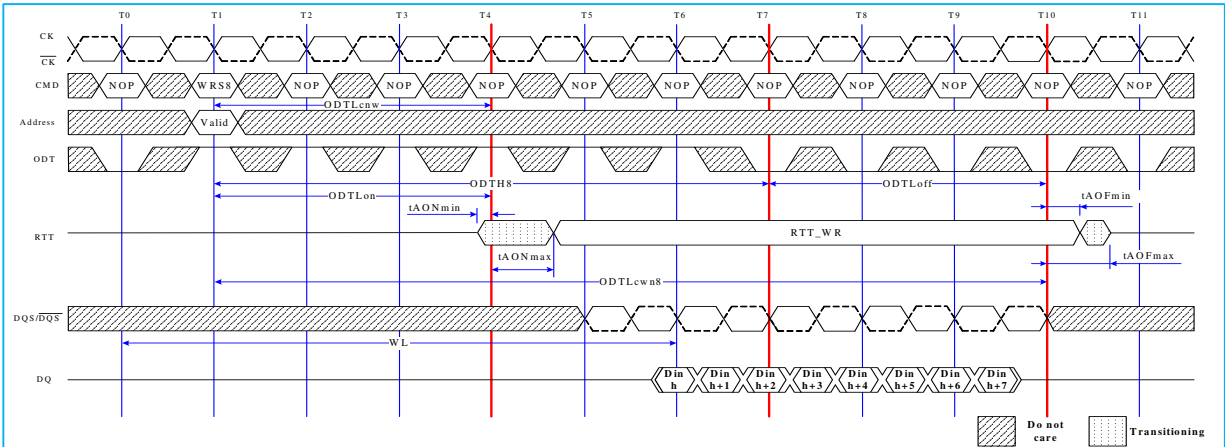 T0 T1 T2 T3 T4 T5 T6 T7 T8 T9 T10 T11
CK
CK
CMD NOP WRS8 NOP NOP NOP NOP NOP NOP NOP NOP NOP NOP
ODTLcnw
Address Valid
ODT
ODTH8 ODTLoff
ODTLon
tAONmin tAOFmin
RTT RTT_WR
tAONmax tAOFmax
ODTLcwn8
DQS/DQS
WL
DQ Din h Din h+1 Din h+2 Din h+3 Din h+4 Din h+5 Din h+6 Din h+7
Do not care Transitioning